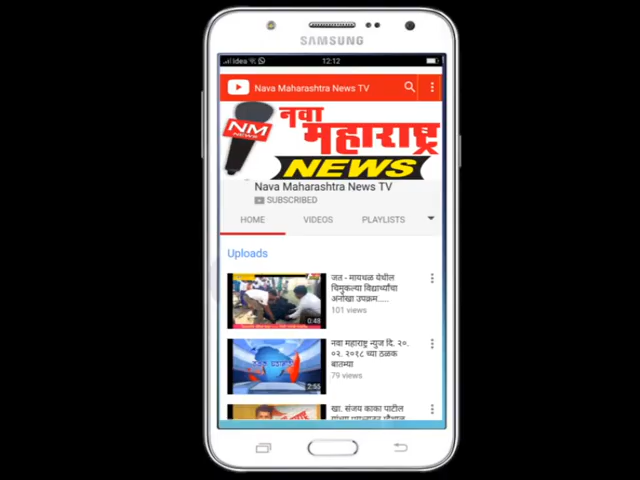 SAMSUNG
Idea
12:12
Nava Maharashtra News TV
नवा
NM
NEWS
महाराष्ट्र
NEWS
Nava Maharashtra News TV
SUBSCRIBED
HOME VIDEOS PLAYLISTS
Uploads
जत - मायथळ येथील
चिमुकल्या विद्यार्थ्यांचा
अनोखा उपक्रम.....
101 views
0:48
नवा महाराष्ट्र न्युज दि. २०.
०२. २०१८ च्या ठळक
बातम्या
79 views
2:55
खा. संजय काका पाटील